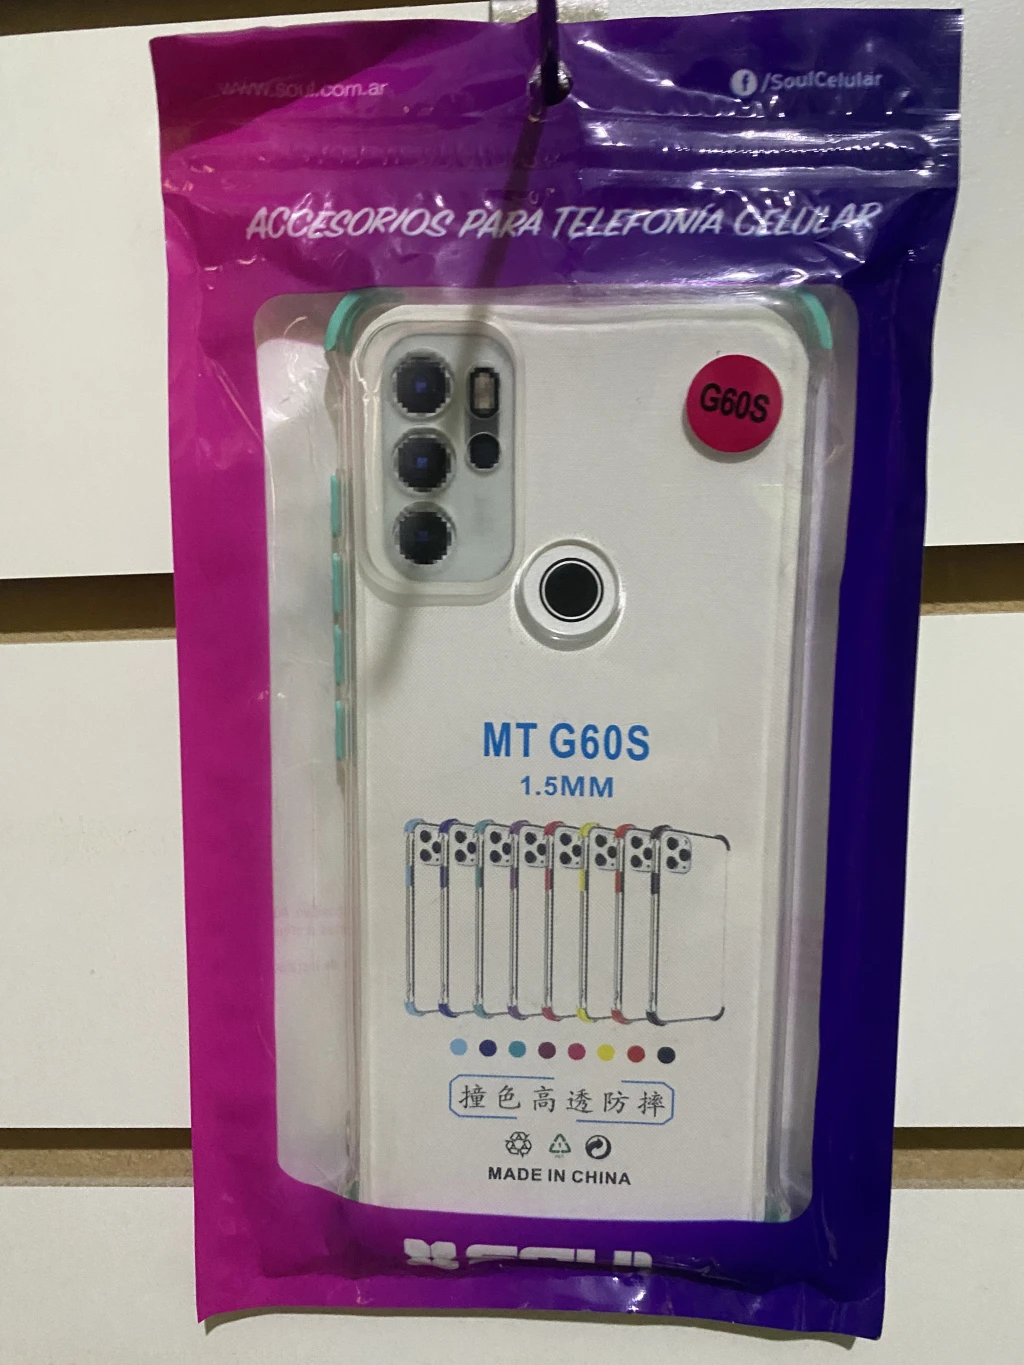 www.soul.com.ar
f /SoulCelular
ACCESORIOS PARA TELEFONÍA CELULAR
G60S
MT G60S
1.5MM
撞色高透防摔
MADE IN CHINA